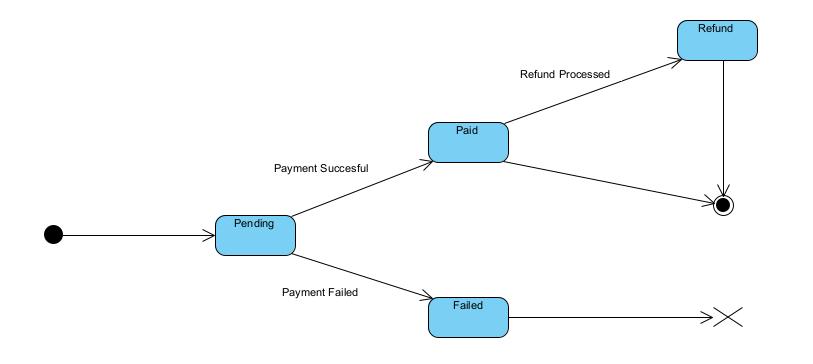 Refund
Refund Processed
Paid
Payment Succesful
Pending
Payment Failed
Failed